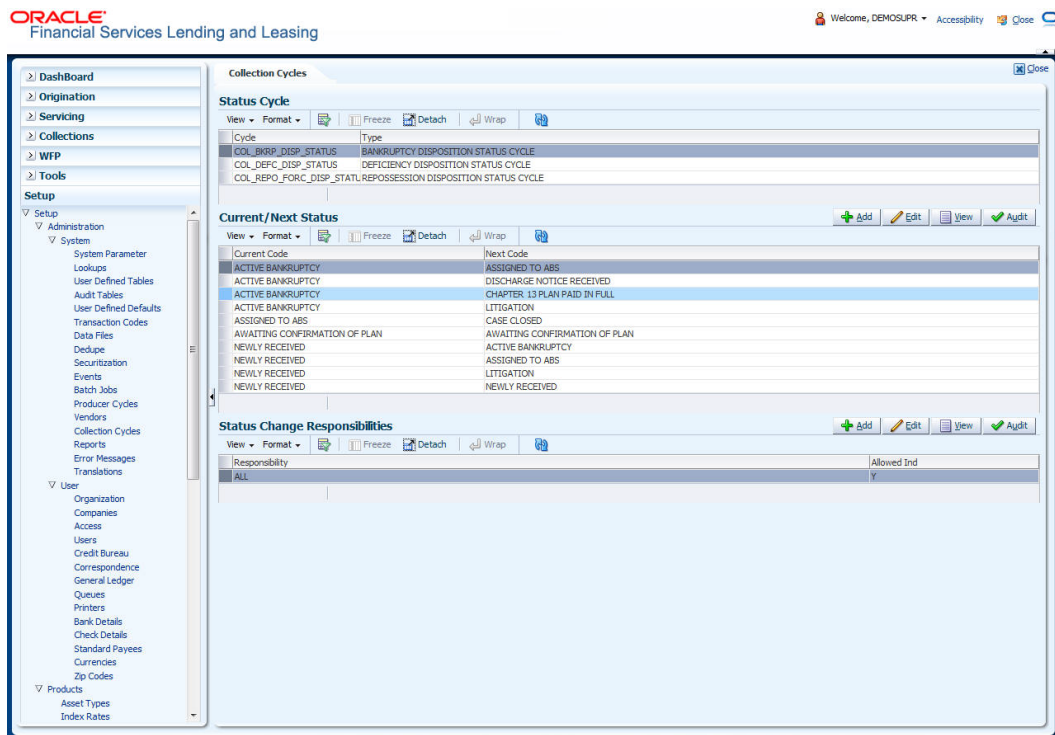 ORACLE®
Financial Services Lending and Leasing
Welcome, DEMOSUPR
Accessibility
Close
DashBoard
Origination
Servicing
Collections
WFP
Tools
Setup
Setup
Administration
System
System Parameter
Lookups
User Defined Tables
Audit Tables
User Defined Defaults
Transaction Codes
Data Files
Dedupe
Securitization
Events
Batch Jobs
Producer Cycles
Vendors
Collection Cycles
Reports
Error Messages
Translations
User
Organization
Companies
Access
Users
Credit Bureau
Correspondence
General Ledger
Queues
Printers
Bank Details
Check Details
Standard Payees
Currencies
Zip Codes
Products
Asset Types
Index Rates
Collection Cycles
Close
Status Cycle
View Format Freeze Detach Wrap
Cycle Type
COL_BKRP_DISP_STATUS BANKRUPTCY DISPOSITION STATUS CYCLE
COL_DEFC_DISP_STATUS DEFICIENCY DISPOSITION STATUS CYCLE
COL_REPO_FORC_DISP_STATU REPOSSESSION DISPOSITION STATUS CYCLE
Current/Next Status
Add Edit View Audit
View Format Freeze Detach Wrap
Current Code Next Code
ACTIVE BANKRUPTCY ASSIGNED TO ABS
ACTIVE BANKRUPTCY DISCHARGE NOTICE RECEIVED
ACTIVE BANKRUPTCY CHAPTER 13 PLAN PAID IN FULL
ACTIVE BANKRUPTCY LITIGATION
ASSIGNED TO ABS CASE CLOSED
AWAITING CONFIRMATION OF PLAN AWAITING CONFIRMATION OF PLAN
NEWLY RECEIVED ACTIVE BANKRUPTCY
NEWLY RECEIVED ASSIGNED TO ABS
NEWLY RECEIVED LITIGATION
NEWLY RECEIVED NEWLY RECEIVED
Status Change Responsibilities
Add Edit View Audit
View Format Freeze Detach Wrap
Responsibility Allowed Ind
ALL Y